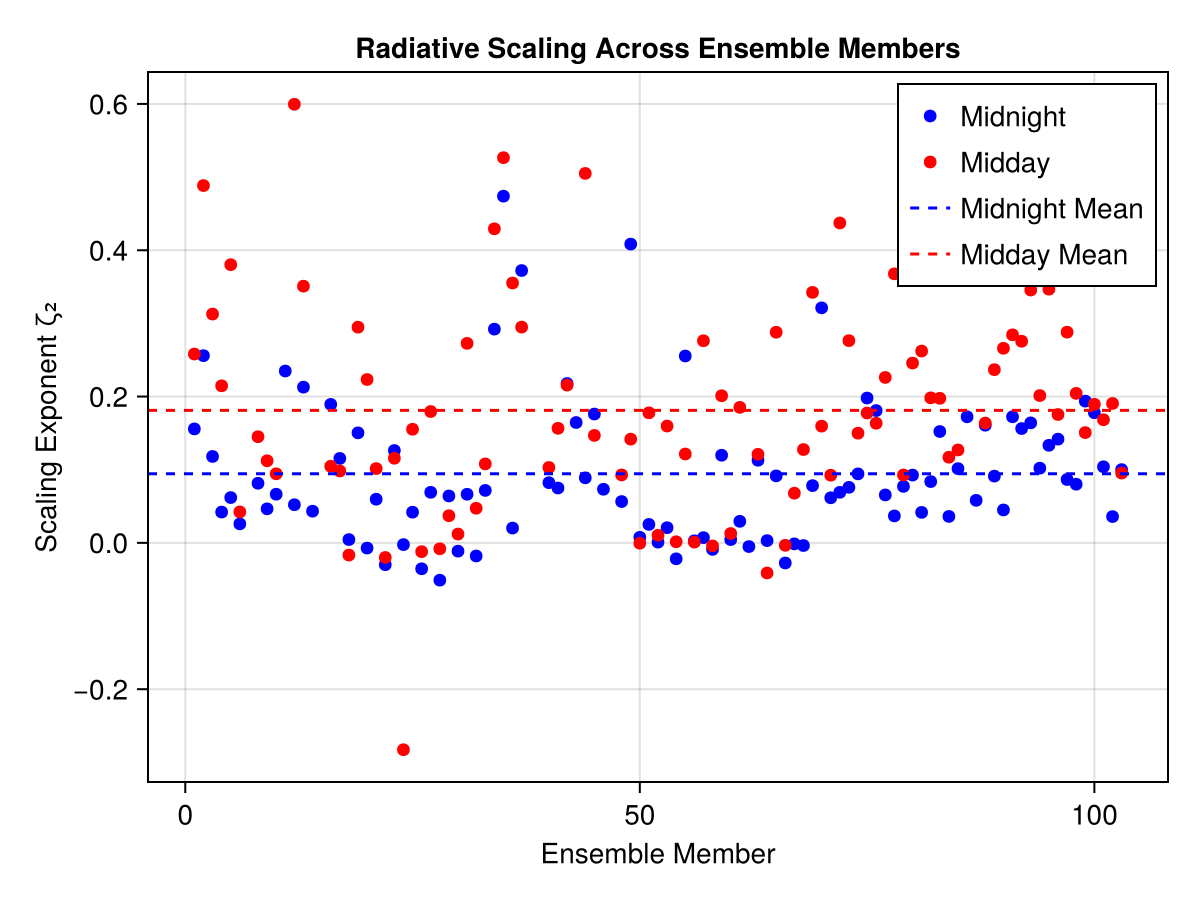 Radiative Scaling Across Ensemble Members
Midnight
Midday
Midnight Mean
Midday Mean
0.6
0.4
0.2
0.0
−0.2
Scaling Exponent ζ₂
0 50 100
Ensemble Member